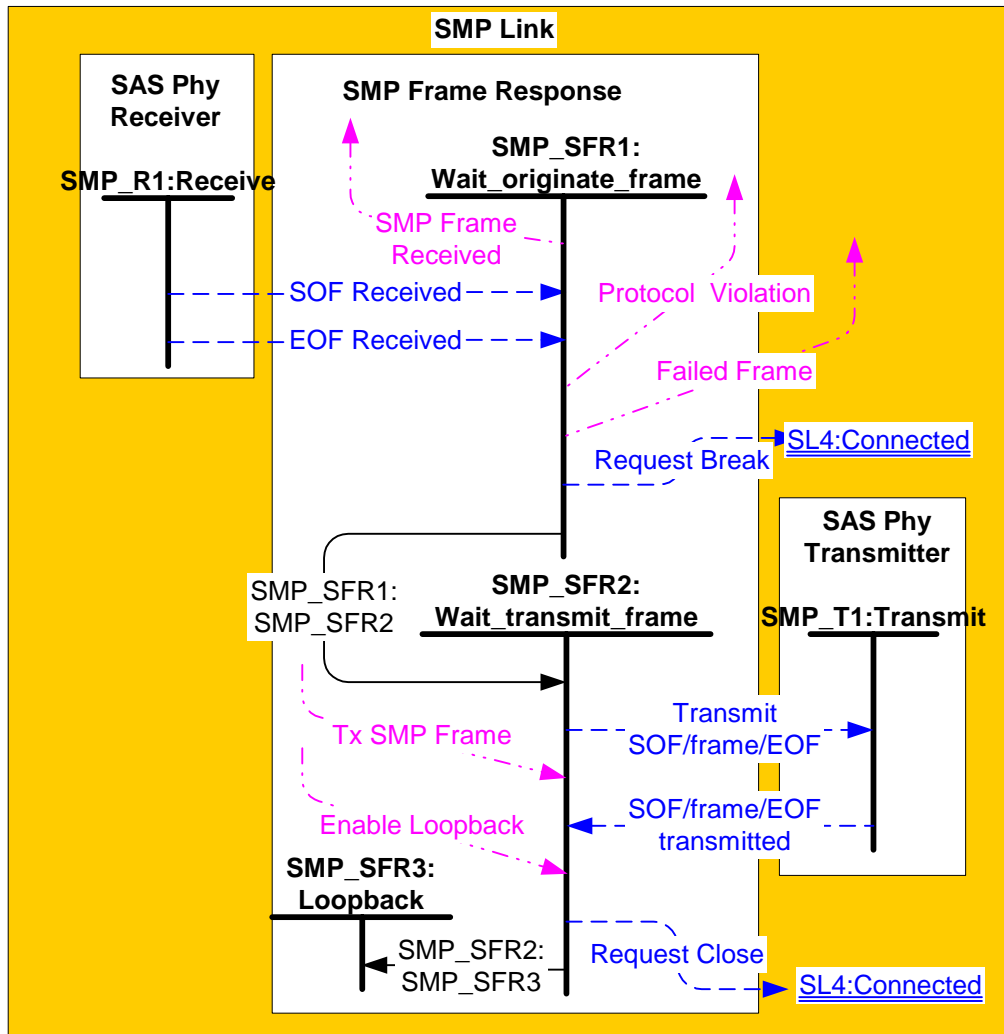 SMP Link
SAS Phy
Receiver
SMP_R1:Receive
SMP Frame Response
SMP_SFR1:
Wait_originate_frame
SMP Frame
Received
SOF Received
EOF Received
Protocol Violation
Failed Frame
Request Break
SL4:Connected
SAS Phy
Transmitter
SMP_T1:Transmit
SMP_SFR1:
SMP_SFR2
SMP_SFR2:
Wait_transmit_frame
Transmit
SOF/frame/EOF
Tx SMP Frame
SOF/frame/EOF
transmitted
Enable Loopback
SMP_SFR3:
Loopback
SMP_SFR2:
SMP_SFR3
Request Close
SL4:Connected